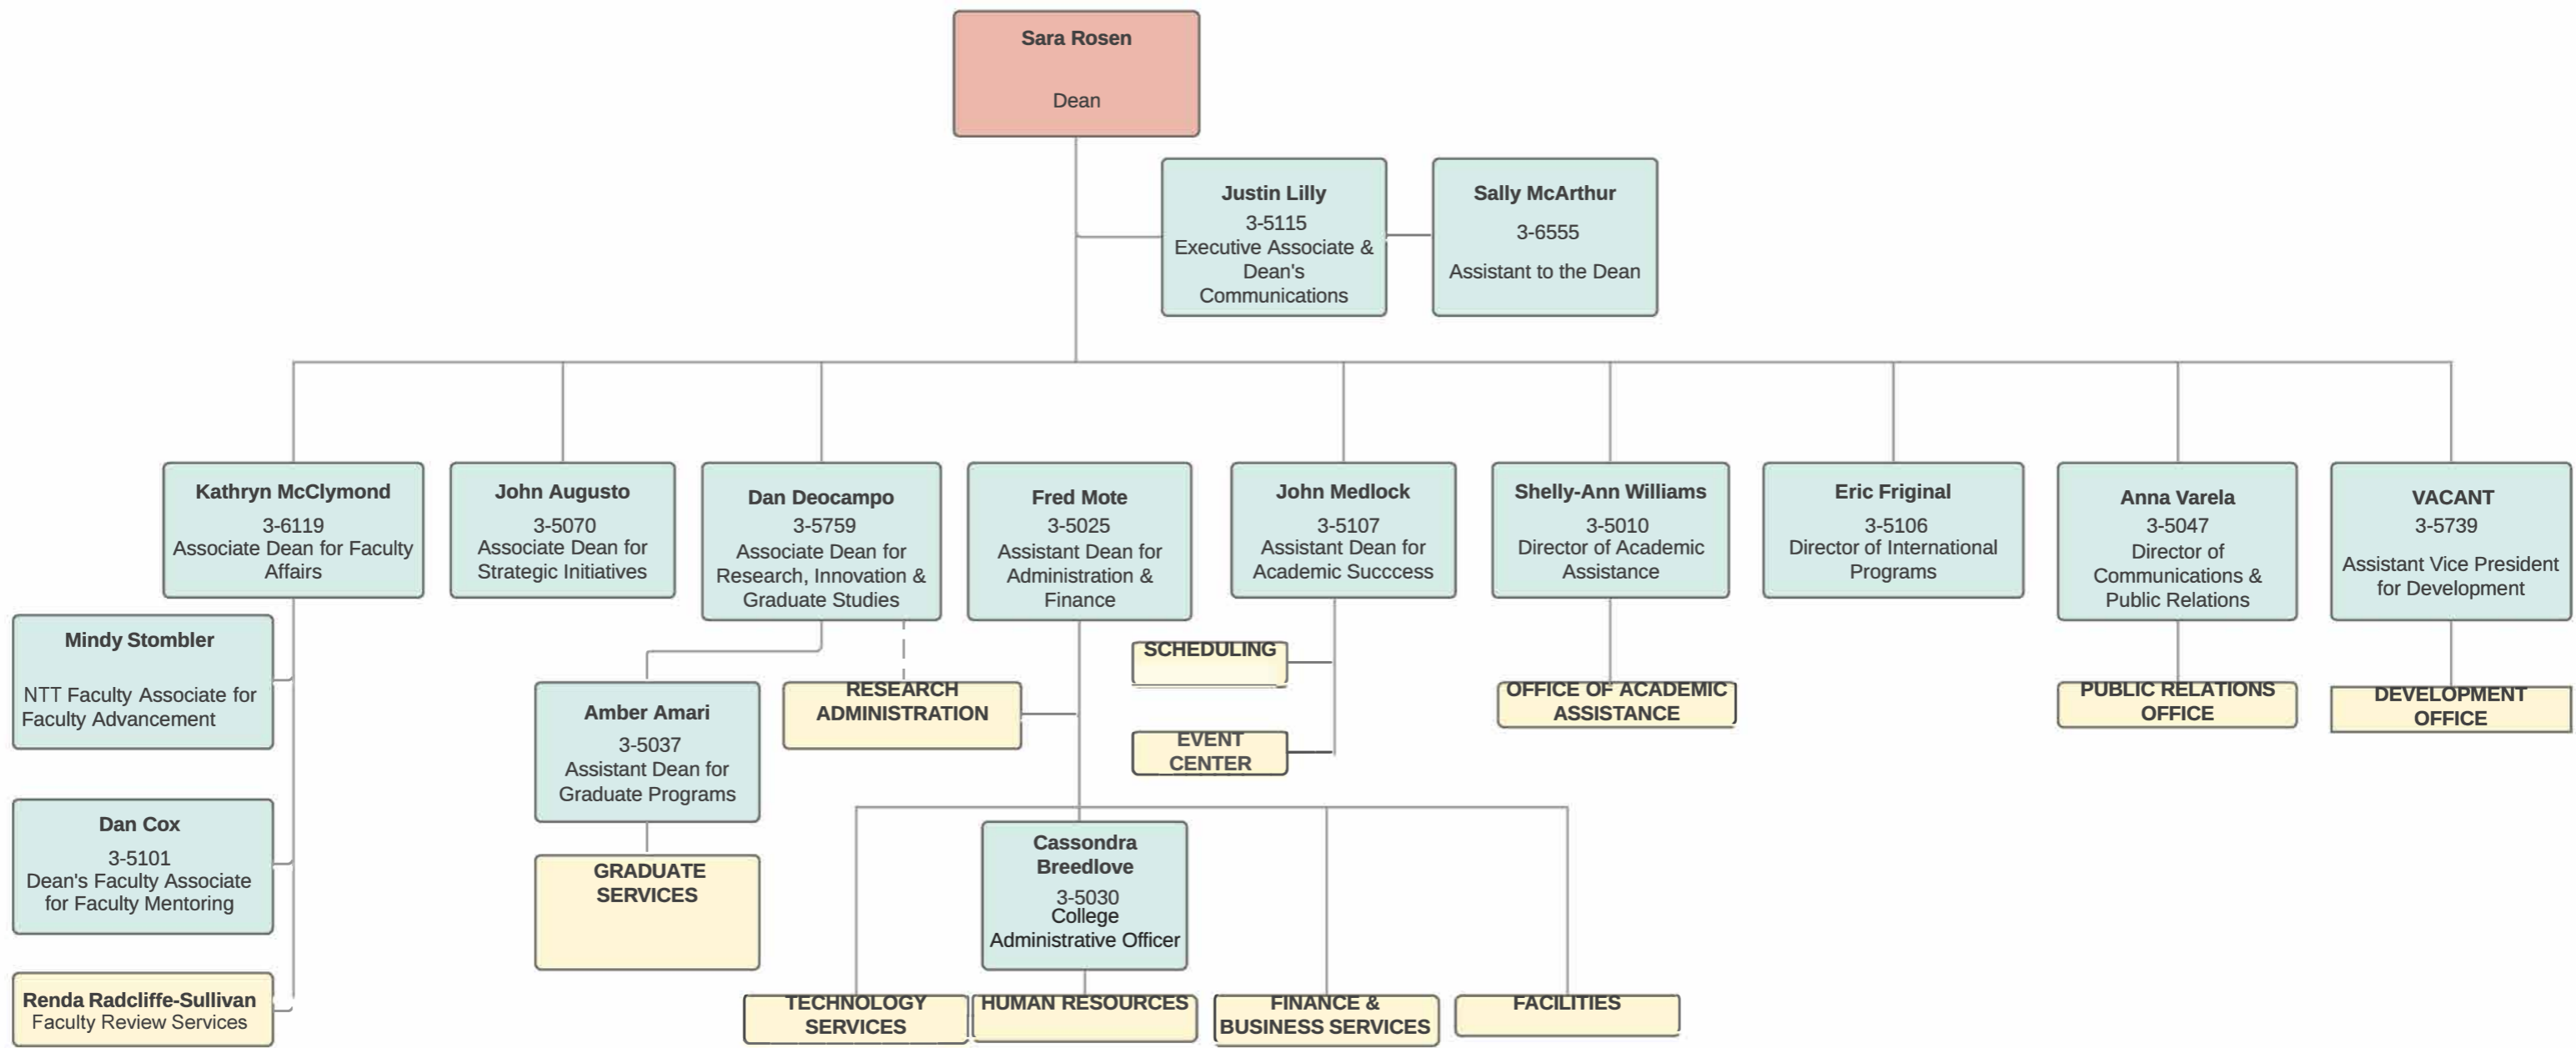 Sara Rosen
Dean
Justin Lilly
3-5115
Executive Associate &
Dean's
Communications
Sally McArthur
3-6555
Assistant to the Dean
Kathryn McClymond
3-6119
Associate Dean for Faculty
Affairs
John Augusto
3-5070
Associate Dean for
Strategic Initiatives
Dan Deocampo
3-5759
Associate Dean for
Research, Innovation &
Graduate Studies
Fred Mote
3-5025
Assistant Dean for
Administration &
Finance
John Medlock
3-5107
Assistant Dean for
Academic Succcess
Shelly-Ann Williams
3-5010
Director of Academic
Assistance
Eric Friginal
3-5106
Director of International
Programs
Anna Varela
3-5047
Director of
Communications &
Public Relations
VACANT
3-5739
Assistant Vice President
for Development
Mindy Stombler
NTT Faculty Associate for
Faculty Advancement
Dan Cox
3-5101
Dean's Faculty Associate
for Faculty Mentoring
Renda Radcliffe-Sullivan
Faculty Review Services
Amber Amari
3-5037
Assistant Dean for
Graduate Programs
GRADUATE
SERVICES
RESEARCH
ADMINISTRATION
SCHEDULING
EVENT
CENTER
OFFICE OF ACADEMIC
ASSISTANCE
PUBLIC RELATIONS
OFFICE
DEVELOPMENT
OFFICE
Cassondra
Breedlove
3-5030
College
Administrative Officer
TECHNOLOGY
SERVICES
HUMAN RESOURCES
FINANCE &
BUSINESS SERVICES
FACILITIES